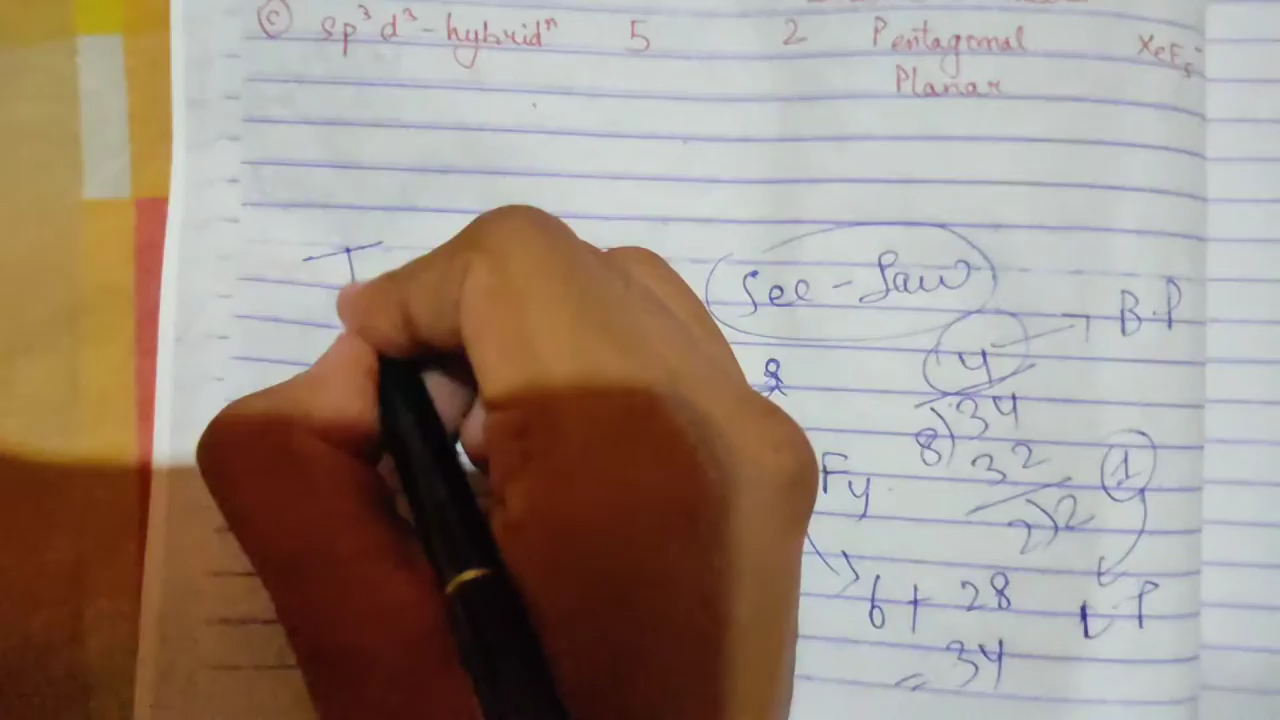 © sp³d³-hybridⁿ 5 2 Pentagonal XeF₅⁻
Planar
T
See-Saw
4 → B.P
8)34
32
Fy
2)2 1
6+28 L P
= 34